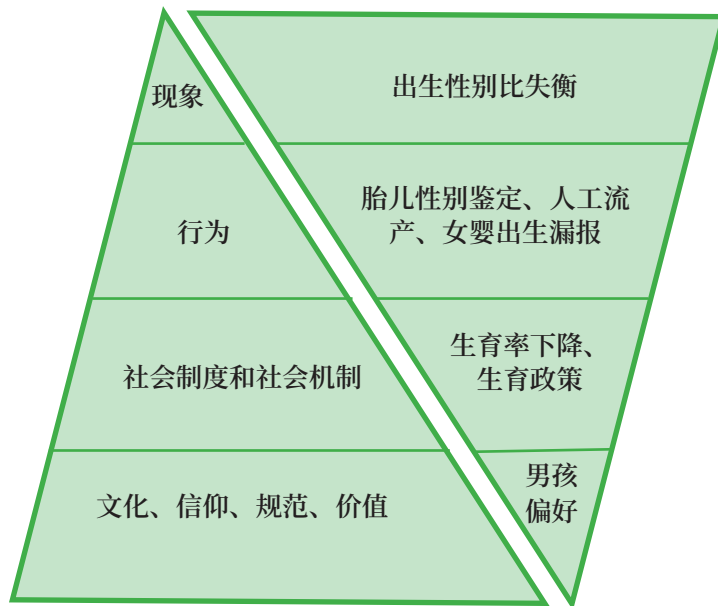 现象
出生性别比失衡
行为
胎儿性别鉴定、人工流
产、女婴出生漏报
社会制度和社会机制
生育率下降、
生育政策
文化、信仰、规范、价值
男孩
偏好